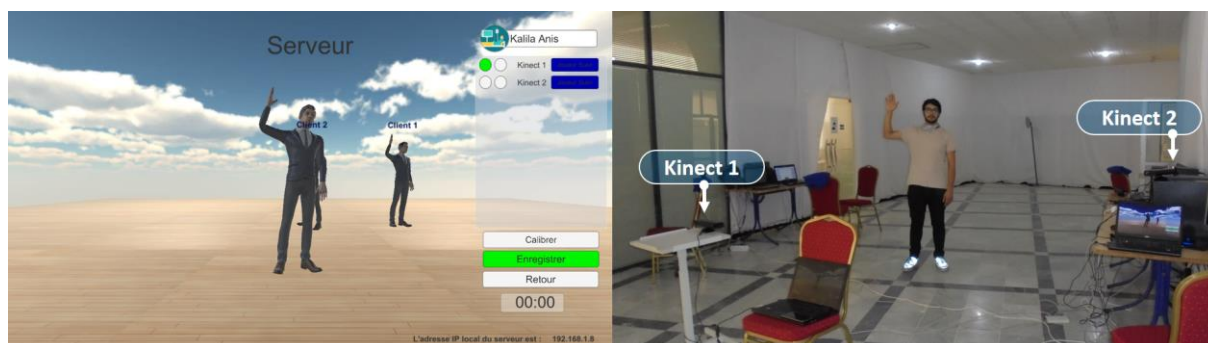 Serveur
Kalila Anis
Kinect 1
Kinect 2
Client 2
Client 1
Calibrer
Enregistrer
Retour
00:00
L'adresse IP local du serveur est : 192.168.1.8
Kinect 1
Kinect 2